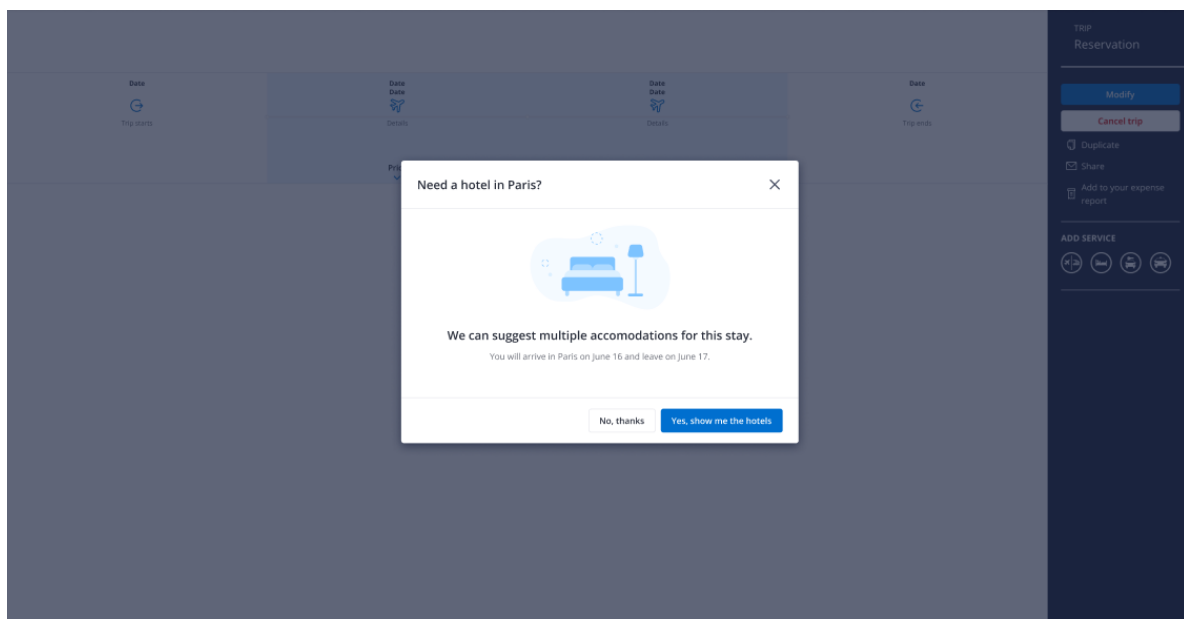 TRIP
Reservation
Date
Trip starts
Date
Date
Details
Date
Date
Details
Date
Trip ends
Modify
Cancel trip
Duplicate
Share
Add to your expense
report
ADD SERVICE
Need a hotel in Paris?
We can suggest multiple accomodations for this stay.
You will arrive in Paris on June 16 and leave on June 17.
No, thanks
Yes, show me the hotels